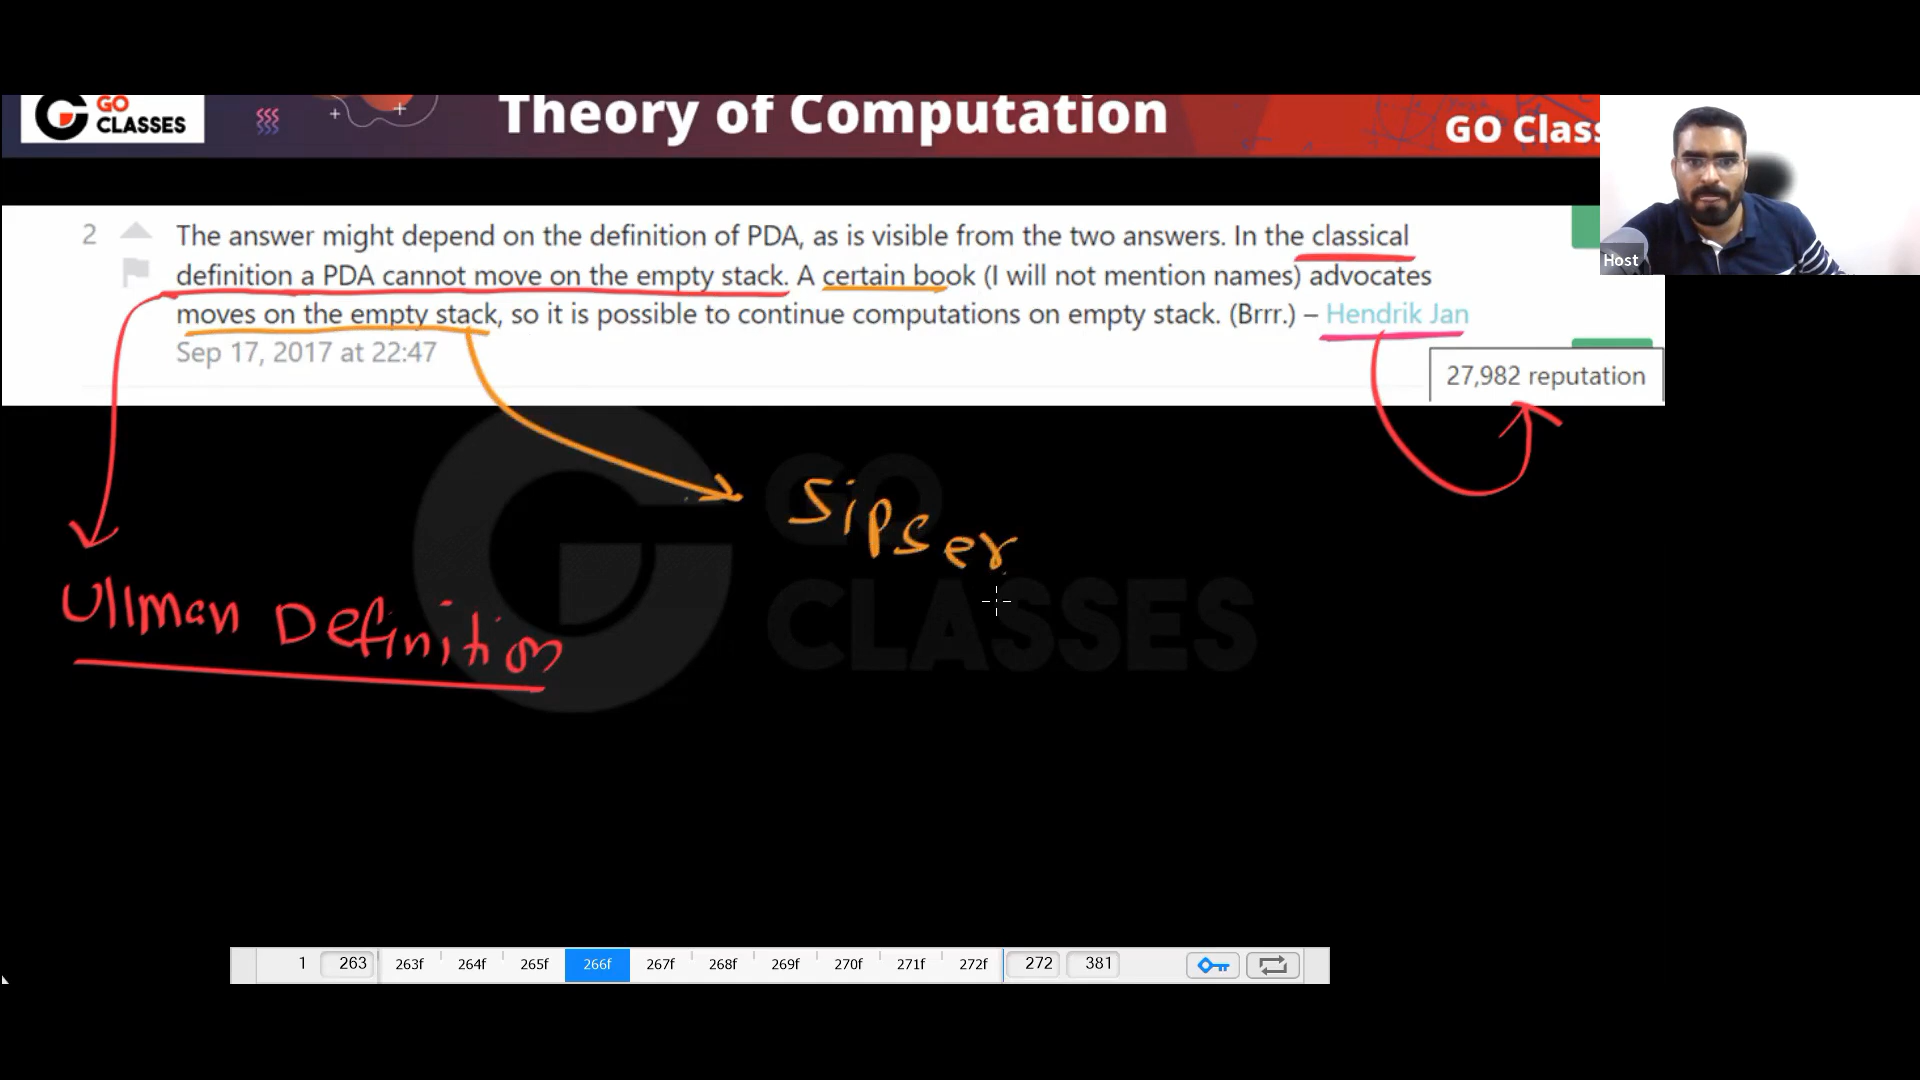 GO
CLASSES
Theory of Computation
GO Class
Host
2
The answer might depend on the definition of PDA, as is visible from the two answers. In the classical
definition a PDA cannot move on the empty stack. A certain book (I will not mention names) advocates
moves on the empty stack, so it is possible to continue computations on empty stack. (Brrr.) – Hendrik Jan
Sep 17, 2017 at 22:47
27,982 reputation
Sipser
Ullman Definition
GO
CLASSES
1 263 263f 264f 265f 266f 267f 268f 269f 270f 271f 272f 272 381